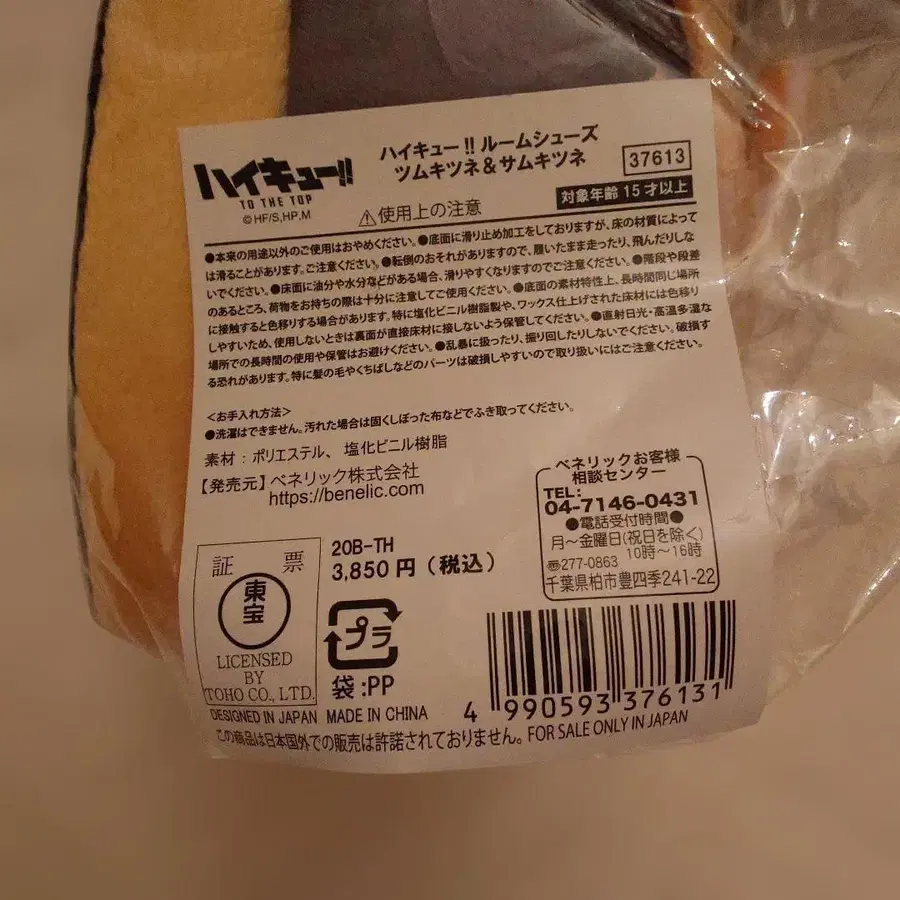 ハイキュー!!
TO THE TOP
©HF/S,HP,M
ハイキュー!! ルームシューズ
ツムキツネ&サムキツネ
37613
対象年齢 15才以上
⚠使用上の注意
●本来の用途以外のご使用はおやめください。●底面に滑り止め加工をしておりますが、床の材質によって
は滑ることがあります。ご注意ください。●転倒のおそれがありますので、履いたまま走ったり、飛んだりしな
いでください。●床面に油分や水分などがある場合、滑りやすくなりますのでご注意ください。●階段や段差
のあるところ、荷物をお持ちの際は十分に注意してご使用ください。●底面の素材特性上、長時間同じ場所
に接触すると色移りする場合があります。特に塩化ビニル樹脂製や、ワックス仕上げされた床材には色移り
しやすいため、使用しないときは裏面が直接床材に接しないよう保管してください。●直射日光・高温多湿な
場所での長時間の使用や保管はお避けください。●乱暴に扱ったり、振り回したりしないでください。破損す
る恐れがあります。特に髪の毛やくちばしなどのパーツは破損しやすいので取り扱いにはご注意ください。
<お手入れ方法>
●洗濯はできません。汚れた場合は固くしぼった布などでふき取ってください。
素材：ポリエステル、塩化ビニル樹脂
【発売元】ベネリック株式会社
https://benelic.com
ベネリックお客様
相談センター
TEL:
04-7146-0431
●電話受付時間●
月～金曜日(祝日を除く)
10時～16時
〠277-0863
千葉県柏市豊四季241-22
証 票
東宝
LICENSED
BY
TOHO CO., LTD.
20B-TH
3,850円（税込）
プラ
袋:PP
DESIGNED IN JAPAN MADE IN CHINA
4 990593 376131
この商品は日本国外での販売は許諾されておりません。FOR SALE ONLY IN JAPAN